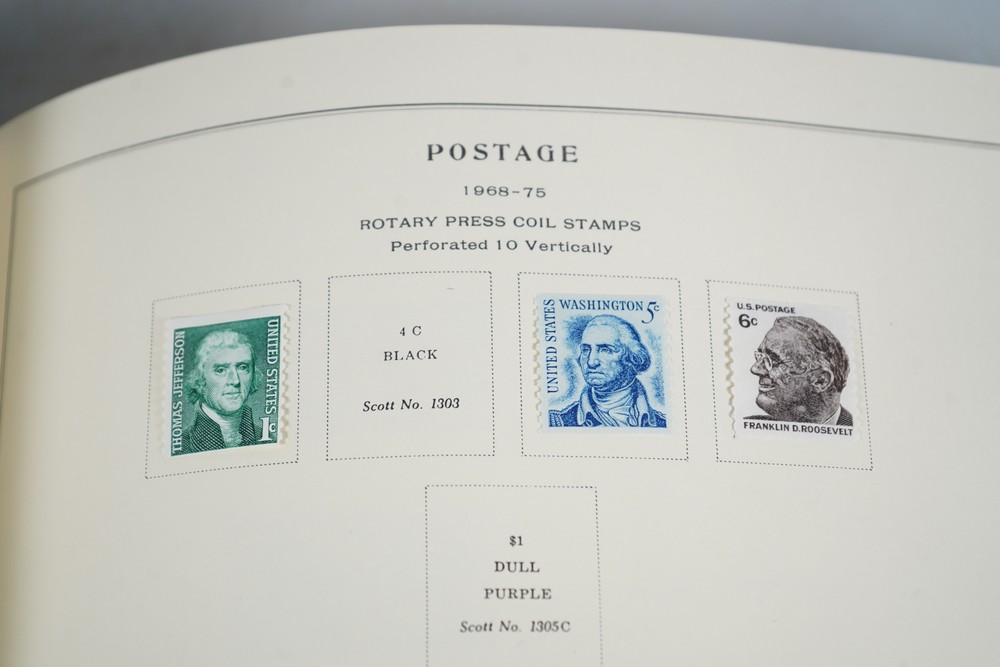 POSTAGE
1968-75
ROTARY PRESS COIL STAMPS
Perforated 10 Vertically
THOMAS JEFFERSON
UNITED STATES
1c
4 C
BLACK
Scott No. 1303
UNITED STATES
WASHINGTON 5c
U.S. POSTAGE
6c
FRANKLIN D. ROOSEVELT
$1
DULL
PURPLE
Scott No. 1305C